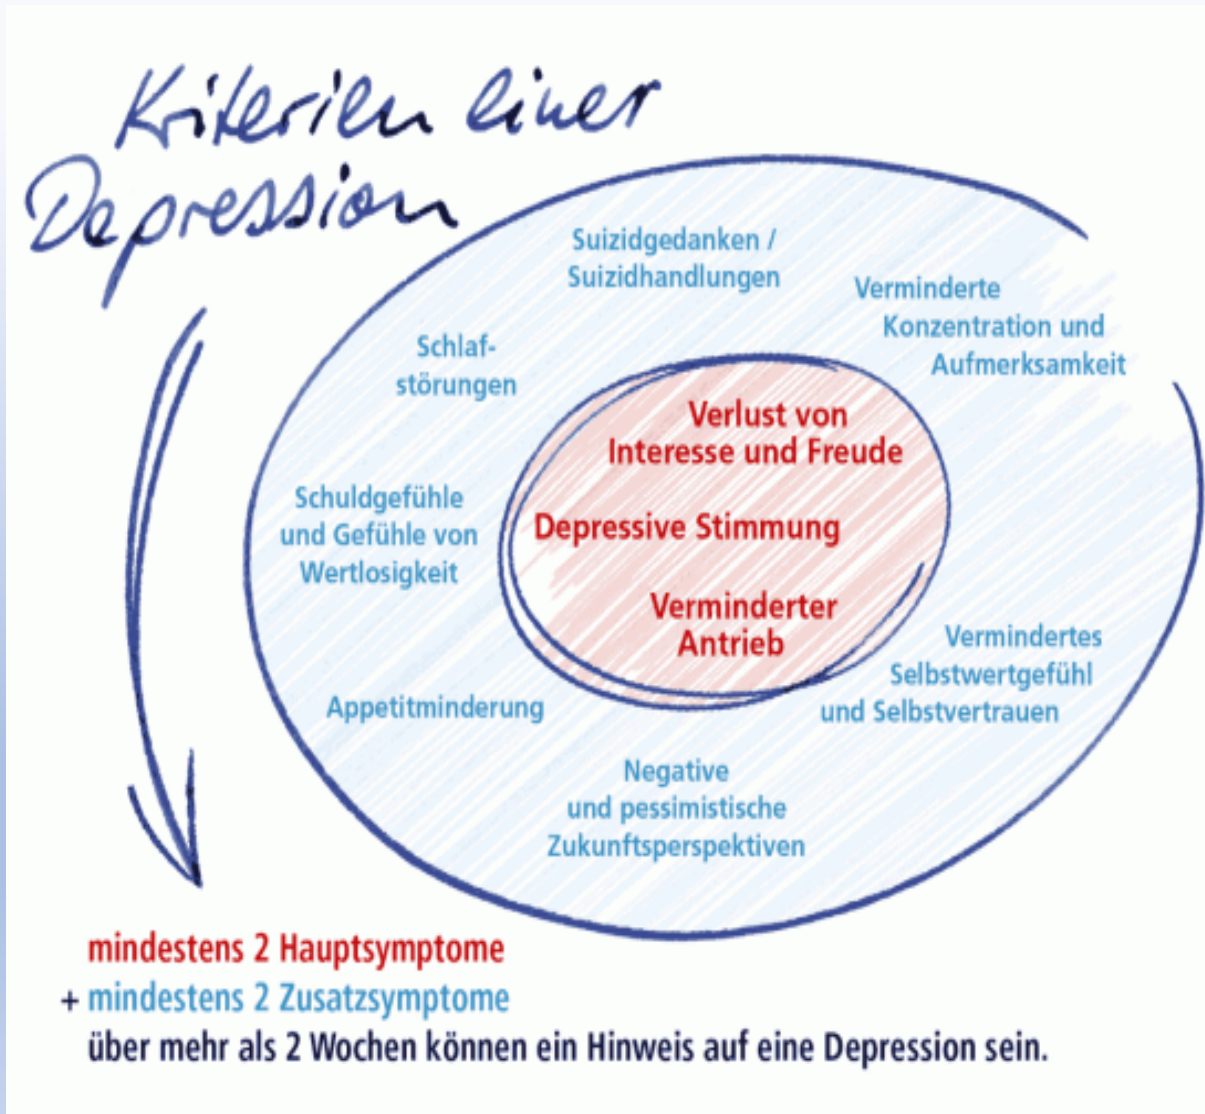 Kriterien einer
Depression
Suizidgedanken /
Suizidhandlungen
Verminderte
Konzentration und
Aufmerksamkeit
Schlaf-
störungen
Verlust von
Interesse und Freude
Schuldgefühle
und Gefühle von
Wertlosigkeit
Depressive Stimmung
Verminderter
Antrieb
Vermindertes
Selbstwertgefühl
und Selbstvertrauen
Appetitminderung
Negative
und pessimistische
Zukunftsperspektiven
mindestens 2 Hauptsymptome
+ mindestens 2 Zusatzsymptome
über mehr als 2 Wochen können ein Hinweis auf eine Depression sein.